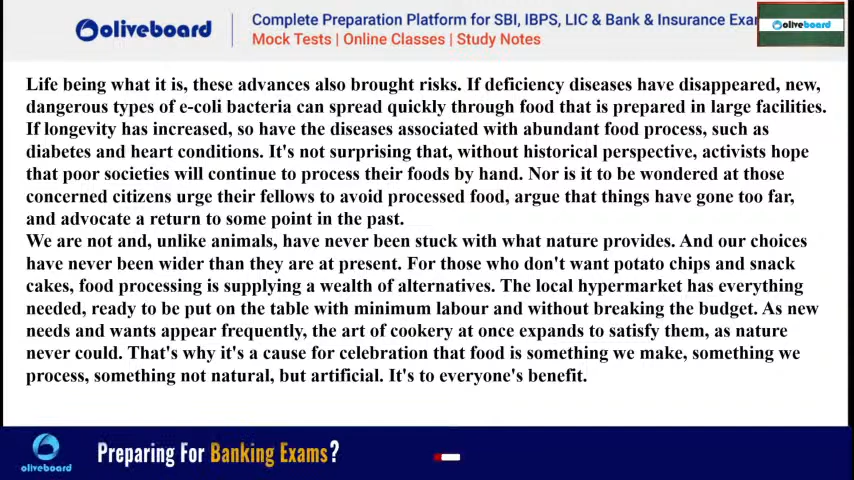 oliveboard
Complete Preparation Platform for SBI, IBPS, LIC & Bank & Insurance Exa
Mock Tests | Online Classes | Study Notes
oliveboard
Life being what it is, these advances also brought risks. If deficiency diseases have disappeared, new,
dangerous types of e-coli bacteria can spread quickly through food that is prepared in large facilities.
If longevity has increased, so have the diseases associated with abundant food process, such as
diabetes and heart conditions. It's not surprising that, without historical perspective, activists hope
that poor societies will continue to process their foods by hand. Nor is it to be wondered at those
concerned citizens urge their fellows to avoid processed food, argue that things have gone too far,
and advocate a return to some point in the past.
We are not and, unlike animals, have never been stuck with what nature provides. And our choices
have never been wider than they are at present. For those who don't want potato chips and snack
cakes, food processing is supplying a wealth of alternatives. The local hypermarket has everything
needed, ready to be put on the table with minimum labour and without breaking the budget. As new
needs and wants appear frequently, the art of cookery at once expands to satisfy them, as nature
never could. That's why it's a cause for celebration that food is something we make, something we
process, something not natural, but artificial. It's to everyone's benefit.
oliveboard
Preparing For Banking Exams?